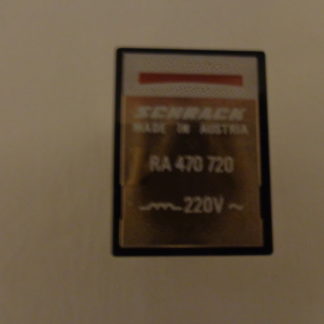 SCHRACK
MADE IN AUSTRIA
RA 470 720
220V ~